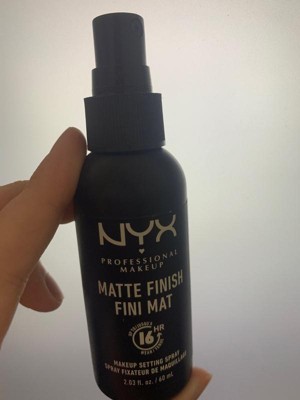 NYX
PROFESSIONAL
MAKEUP
MATTE FINISH
FINI MAT
16 HR
MAKEUP SETTING SPRAY
SPRAY FIXATEUR DE MAQUILLAGE
2.03 fl. oz. / 60 mL